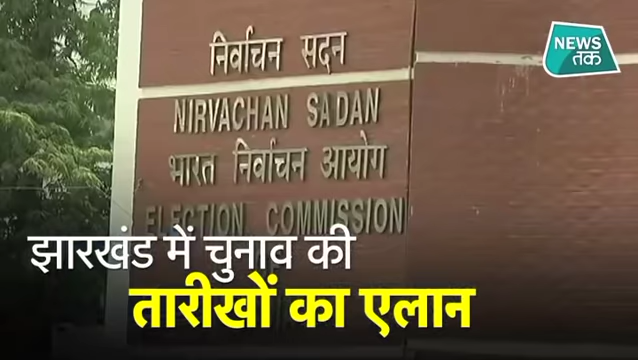 NEWS
तक
निर्वाचन सदन
NIRVACHAN SADAN
भारत निर्वाचन आयोग
ELECTION COMMISSION
झारखंड में चुनाव की
तारीखों का एलान